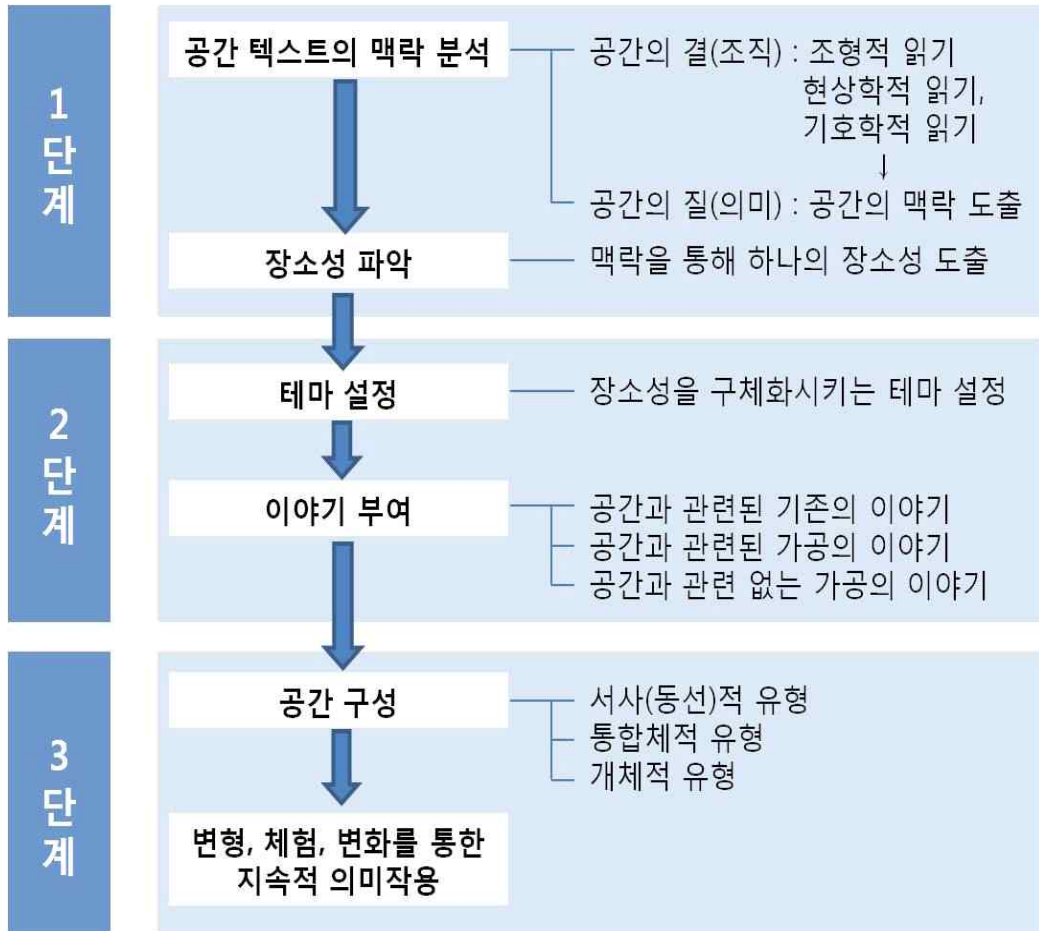 1
단
계
공간 텍스트의 맥락 분석
공간의 결(조직) : 조형적 읽기
현상학적 읽기,
기호학적 읽기
↓
공간의 질(의미) : 공간의 맥락 도출
장소성 파악
맥락을 통해 하나의 장소성 도출
2
단
계
테마 설정
장소성을 구체화시키는 테마 설정
이야기 부여
공간과 관련된 기존의 이야기
공간과 관련된 가공의 이야기
공간과 관련 없는 가공의 이야기
3
단
계
공간 구성
서사(동선)적 유형
통합체적 유형
개체적 유형
변형, 체험, 변화를 통한
지속적 의미작용